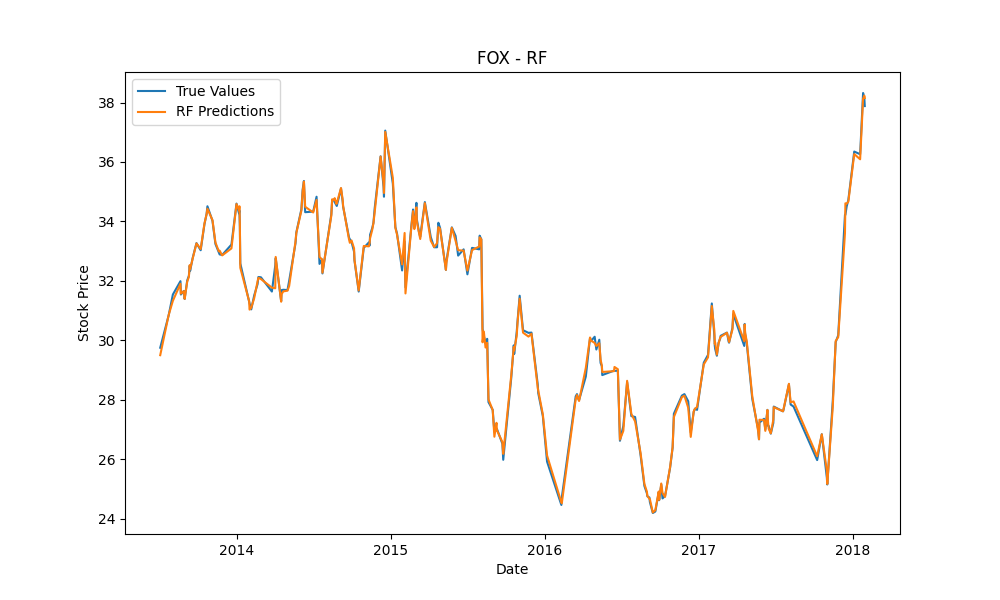 FOX - RF
True Values
RF Predictions
38
36
34
32
30
28
26
24
Stock Price
2014
2015
2016
2017
2018
Date